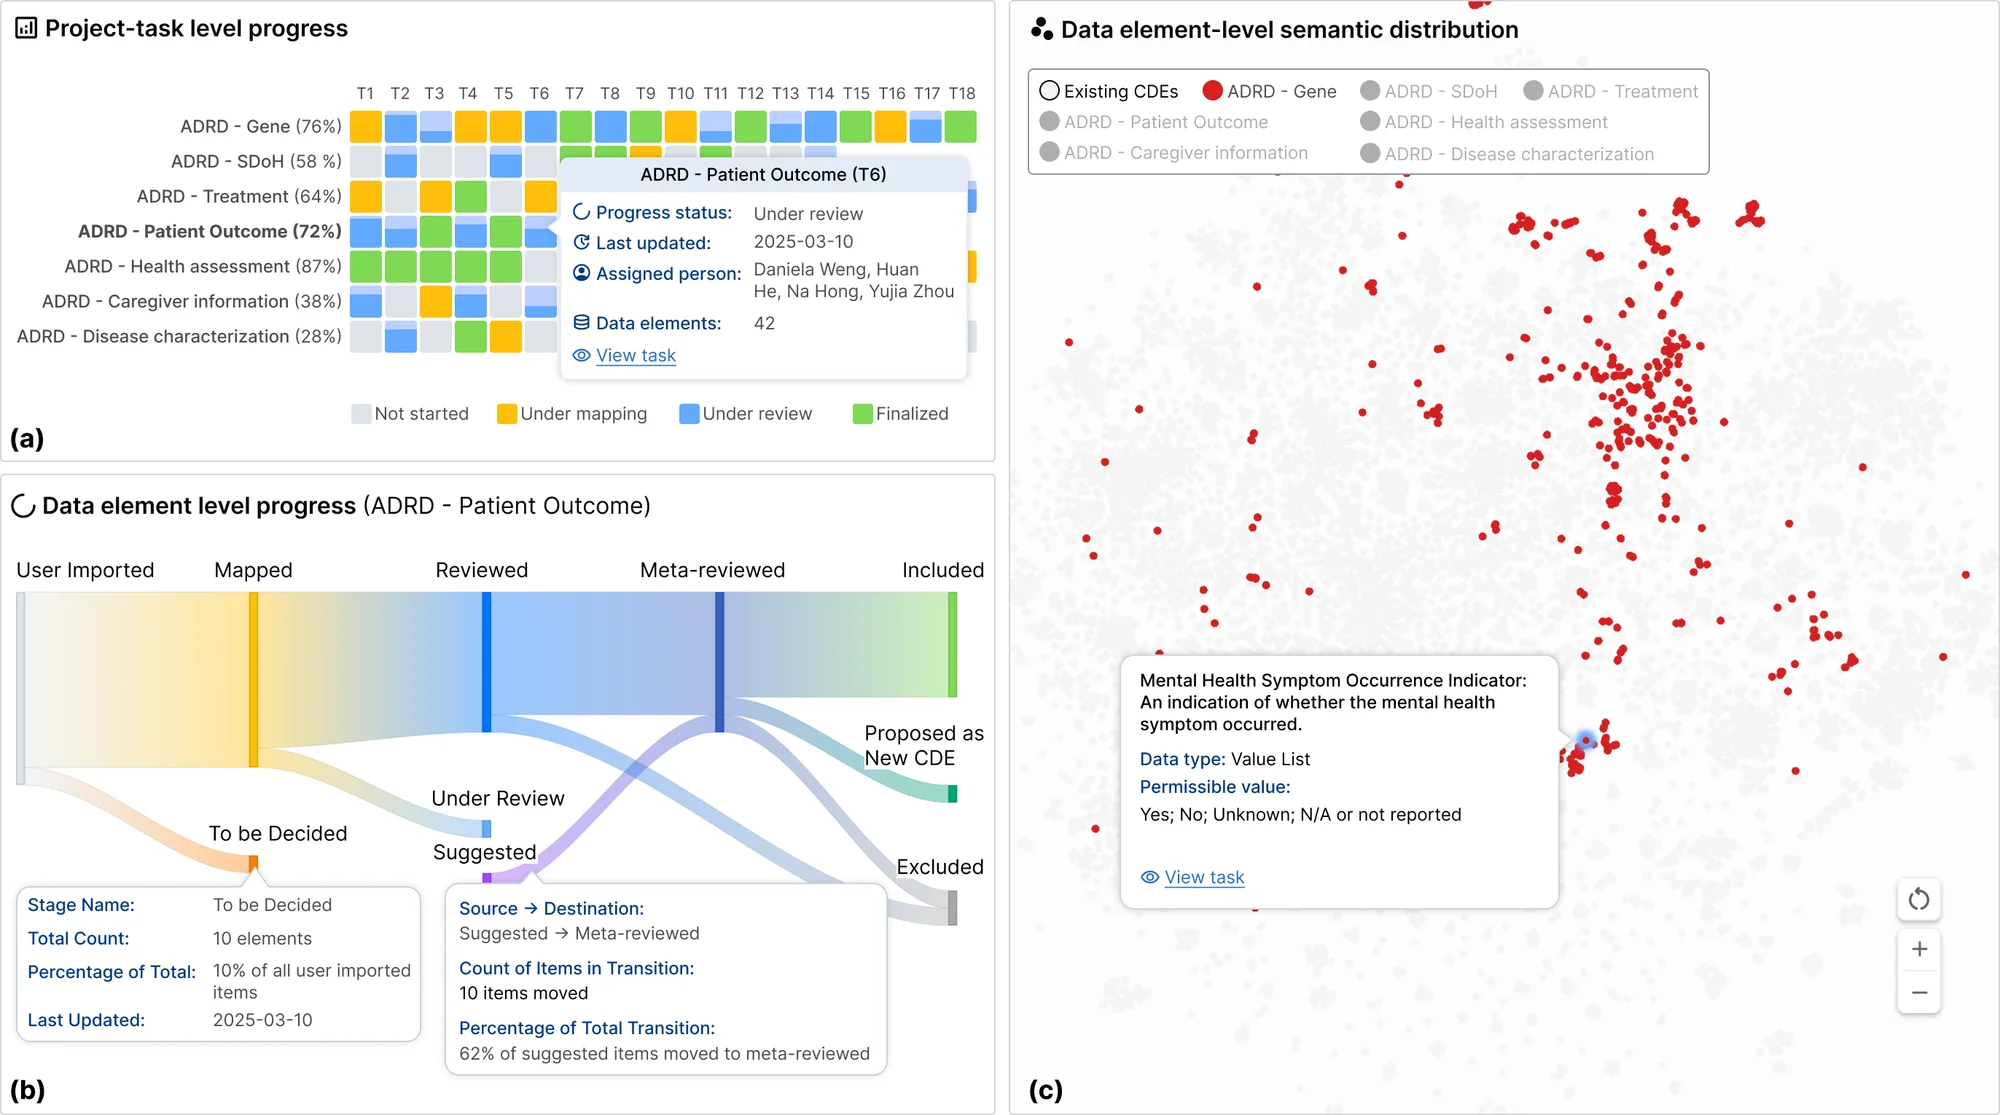 Project-task level progress
T1 T2 T3 T4 T5 T6 T7 T8 T9 T10 T11 T12 T13 T14 T15 T16 T17 T18
ADRD - Gene (76%)
ADRD - SDoH (58 %)
ADRD - Treatment (64%)
ADRD - Patient Outcome (72%)
ADRD - Health assessment (87%)
ADRD - Caregiver information (38%)
ADRD - Disease characterization (28%)
ADRD - Patient Outcome (T6)
Progress status: Under review
Last updated: 2025-03-10
Assigned person: Daniela Weng, Huan
He, Na Hong, Yujia Zhou
Data elements: 42
View task
Not started Under mapping Under review Finalized
(a)
Data element level progress (ADRD - Patient Outcome)
User Imported Mapped Reviewed Meta-reviewed Included
Proposed as
New CDE
Under Review
To be Decided
Suggested
Excluded
Stage Name: To be Decided
Total Count: 10 elements
Percentage of Total: 10% of all user imported
items
Last Updated: 2025-03-10
Source → Destination:
Suggested → Meta-reviewed
Count of Items in Transition:
10 items moved
Percentage of Total Transition:
62% of suggested items moved to meta-reviewed
(b)
Data element-level semantic distribution
Existing CDEs ADRD - Gene ADRD - SDoH ADRD - Treatment
ADRD - Patient Outcome ADRD - Health assessment
ADRD - Caregiver information ADRD - Disease characterization
Mental Health Symptom Occurrence Indicator:
An indication of whether the mental health
symptom occurred.
Data type: Value List
Permissible value:
Yes; No; Unknown; N/A or not reported
View task
+
−
(c)